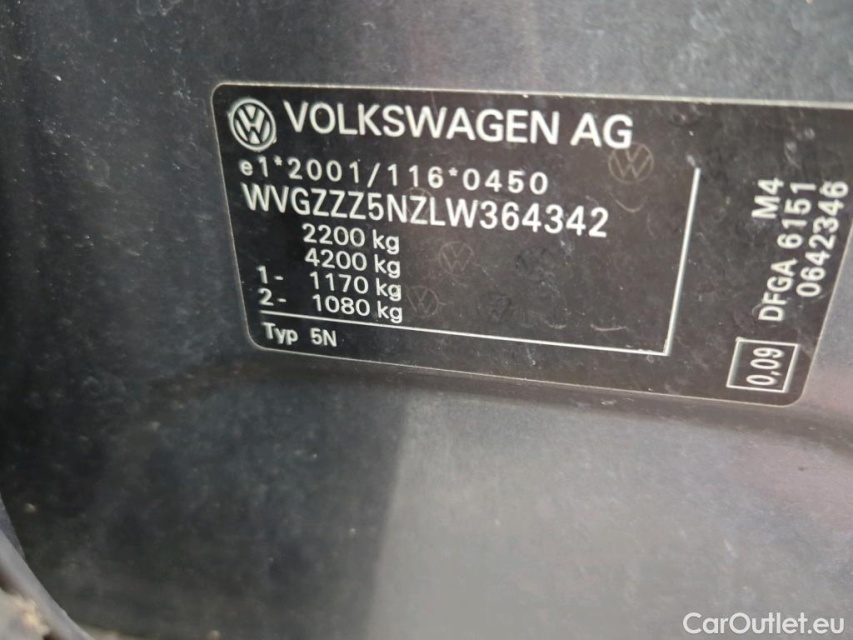 VOLKSWAGEN AG
e1*2001/116*0450
WVGZZZ5NZLW364342
2200 kg
4200 kg
1- 1170 kg
2- 1080 kg
Typ 5N
M4
DFGA 6151
0642346
0,09
CarOutlet.eu